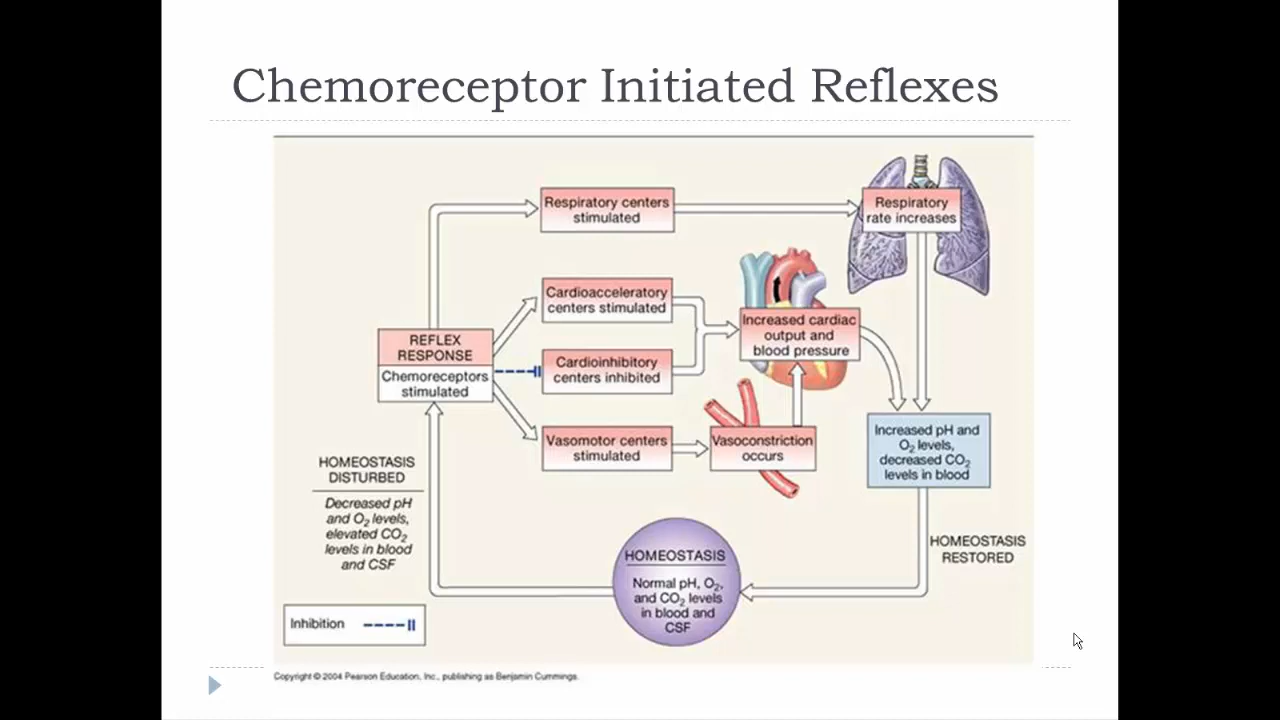 Chemoreceptor Initiated Reflexes
Respiratory centers
stimulated
Respiratory
rate increases
Cardioacceleratory
centers stimulated
Increased cardiac
output and
blood pressure
REFLEX
RESPONSE
Chemoreceptors
stimulated
Cardioinhibitory
centers inhibited
Vasomotor centers
stimulated
Vasoconstriction
occurs
Increased pH and
O₂ levels,
decreased CO₂
levels in blood
HOMEOSTASIS
DISTURBED
Decreased pH
and O₂ levels,
elevated CO₂
levels in blood
and CSF
HOMEOSTASIS
Normal pH, O₂,
and CO₂ levels
in blood and
CSF
HOMEOSTASIS
RESTORED
Inhibition
Copyright © 2004 Pearson Education, Inc., publishing as Benjamin Cummings.